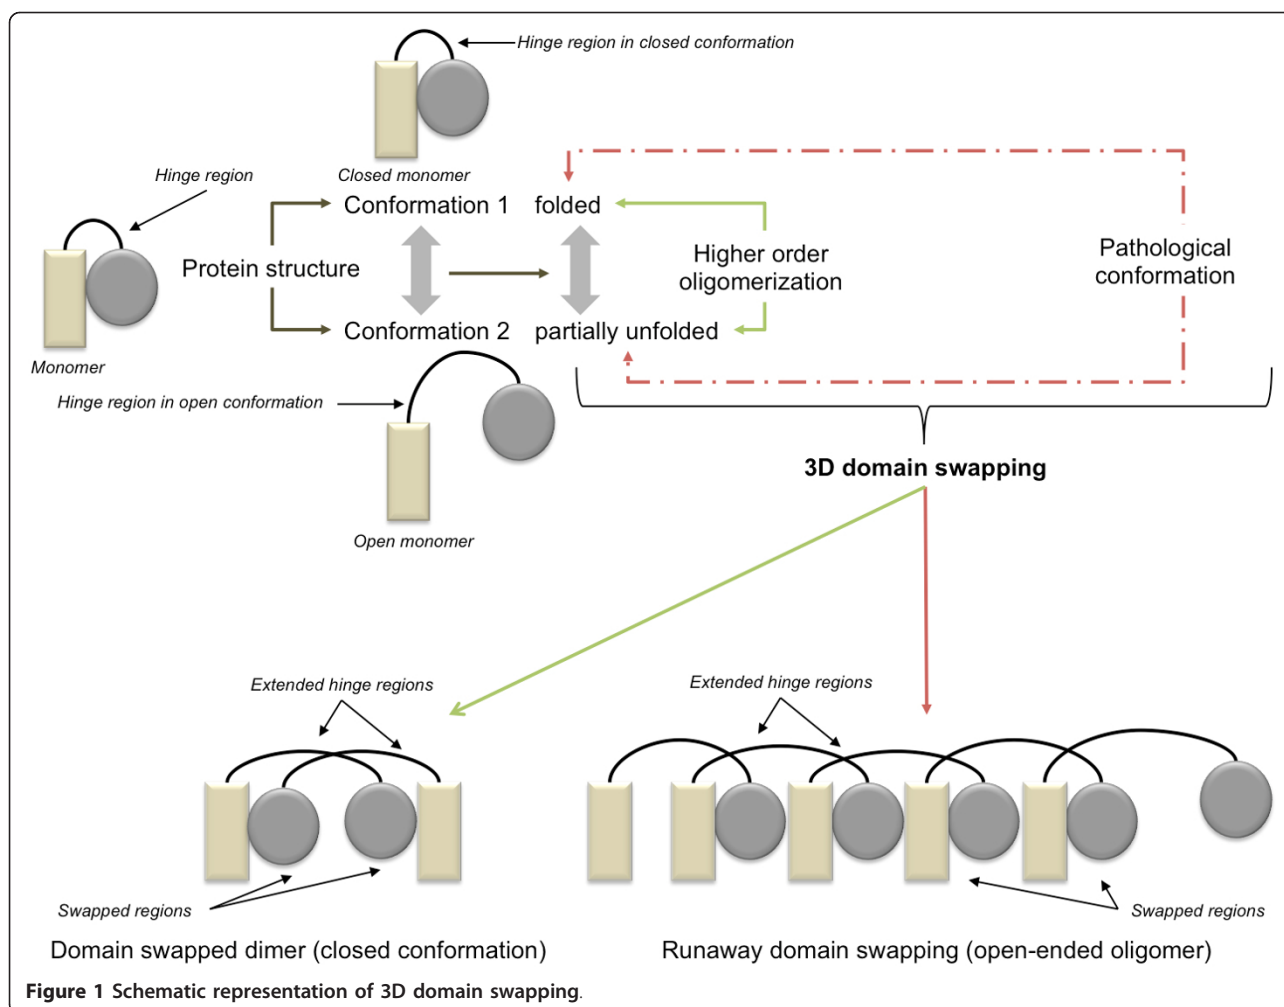 Hinge region in closed conformation
Closed monomer
Hinge region
Conformation 1 folded
Protein structure
Higher order
oligomerization
Pathological
conformation
Conformation 2 partially unfolded
Monomer
Hinge region in open conformation
Open monomer
3D domain swapping
Extended hinge regions
Extended hinge regions
Swapped regions
Swapped regions
Domain swapped dimer (closed conformation)
Runaway domain swapping (open-ended oligomer)
Figure 1 Schematic representation of 3D domain swapping.